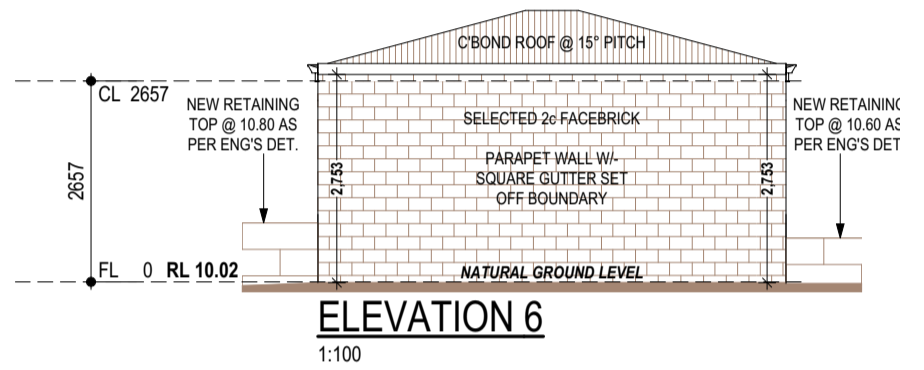 C'BOND ROOF @ 15° PITCH
CL 2657
NEW RETAINING
TOP @ 10.80 AS
PER ENG'S DET.
SELECTED 2c FACEBRICK
PARAPET WALL W/-
SQUARE GUTTER SET
OFF BOUNDARY
NEW RETAINING
TOP @ 10.60 AS
PER ENG'S DET
2657
2,753
2,753
FL 0 RL 10.02
NATURAL GROUND LEVEL
ELEVATION 6
1:100